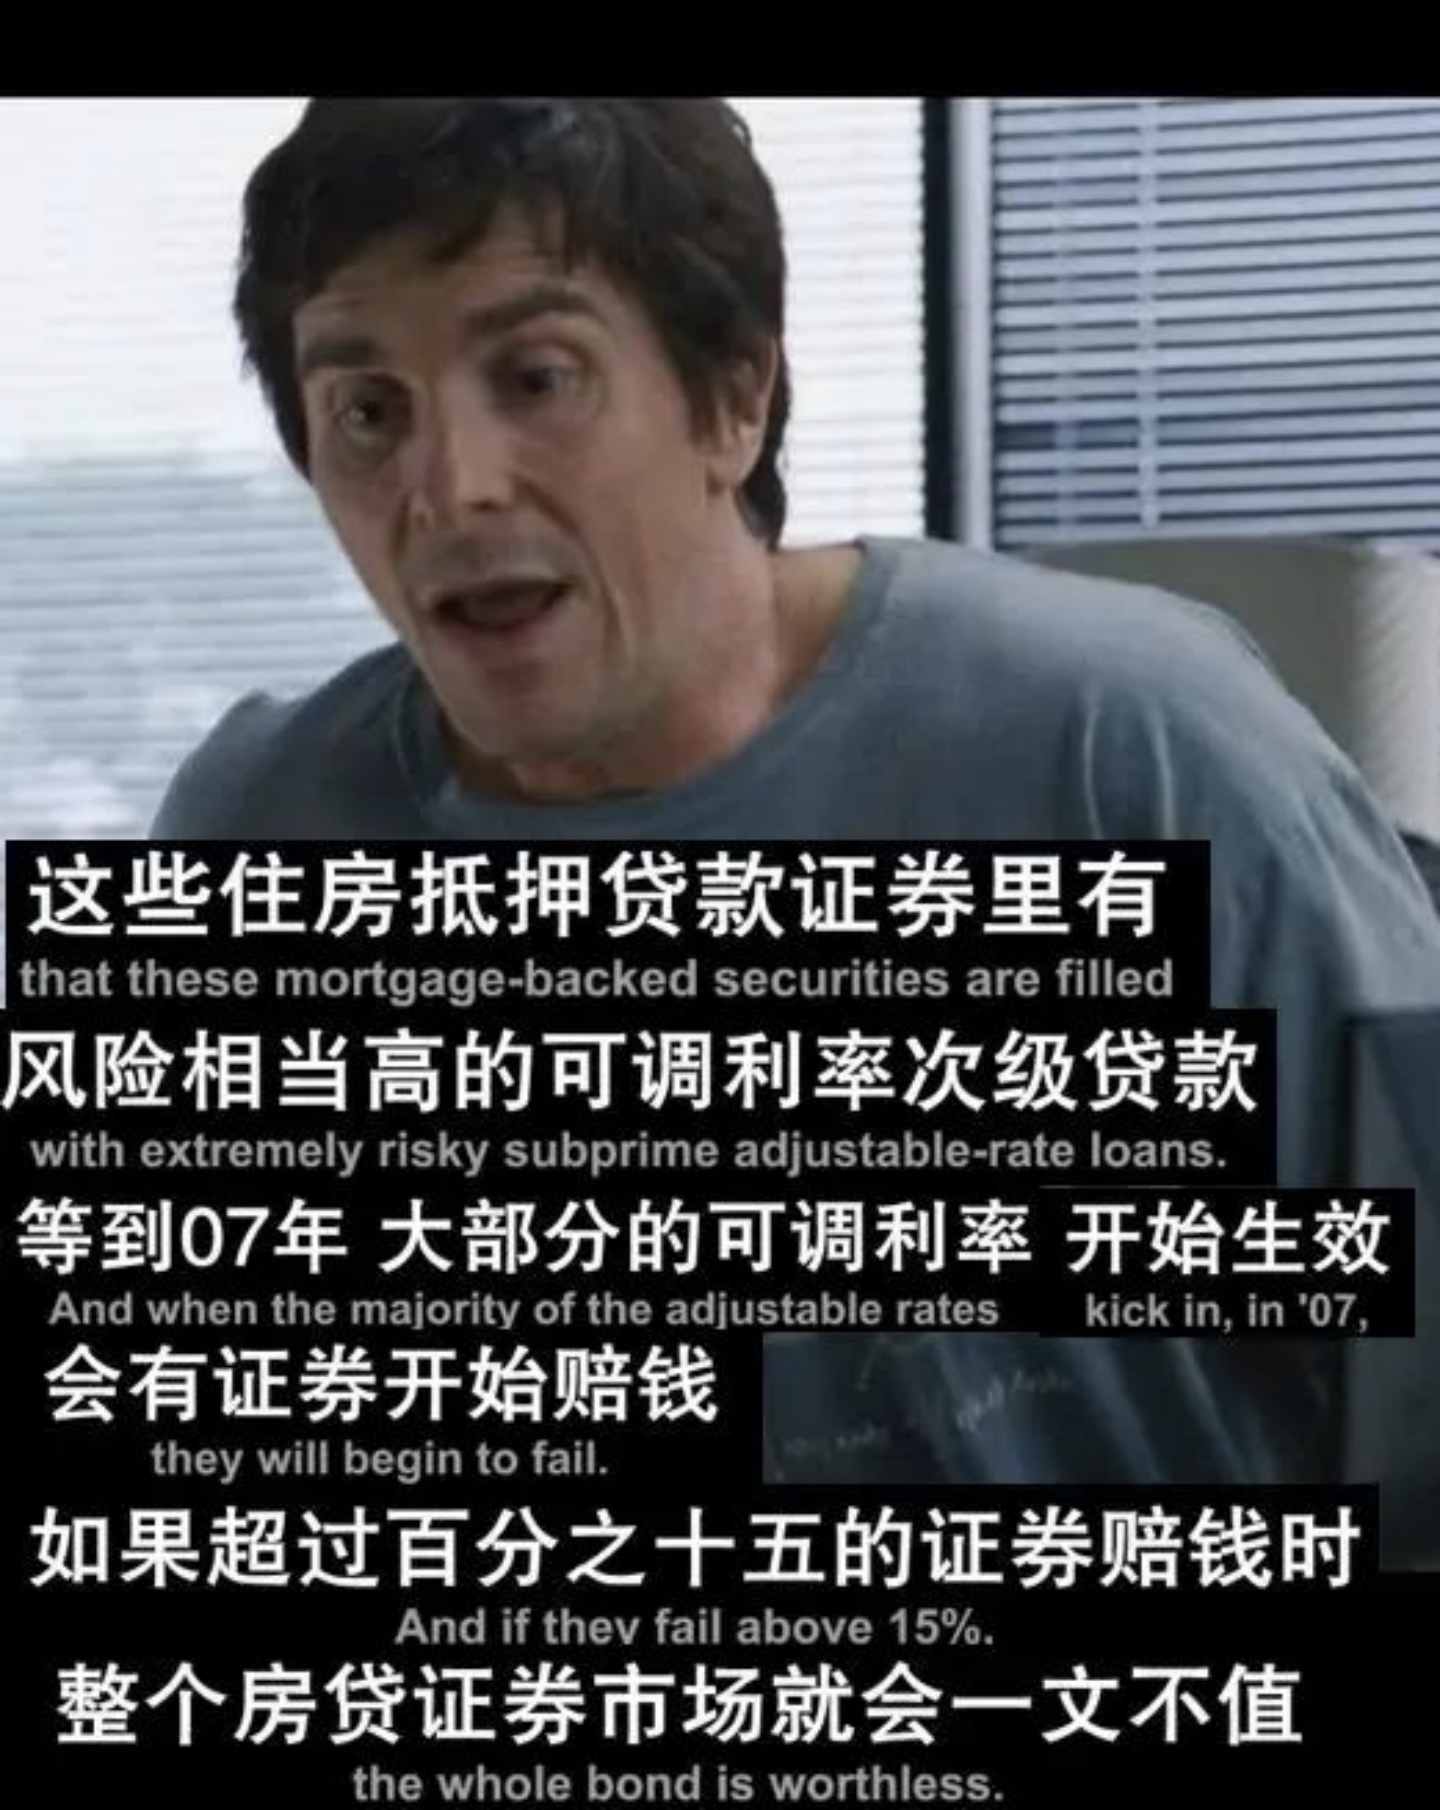 这些住房抵押贷款证券里有
that these mortgage-backed securities are filled
风险相当高的可调利率次级贷款
with extremely risky subprime adjustable-rate loans.
等到07年 大部分的可调利率 开始生效
And when the majority of the adjustable rates kick in, in '07,
会有证券开始赔钱
they will begin to fail.
如果超过百分之十五的证券赔钱时
And if they fail above 15%.
整个房贷证券市场就会一文不值
the whole bond is worthless.